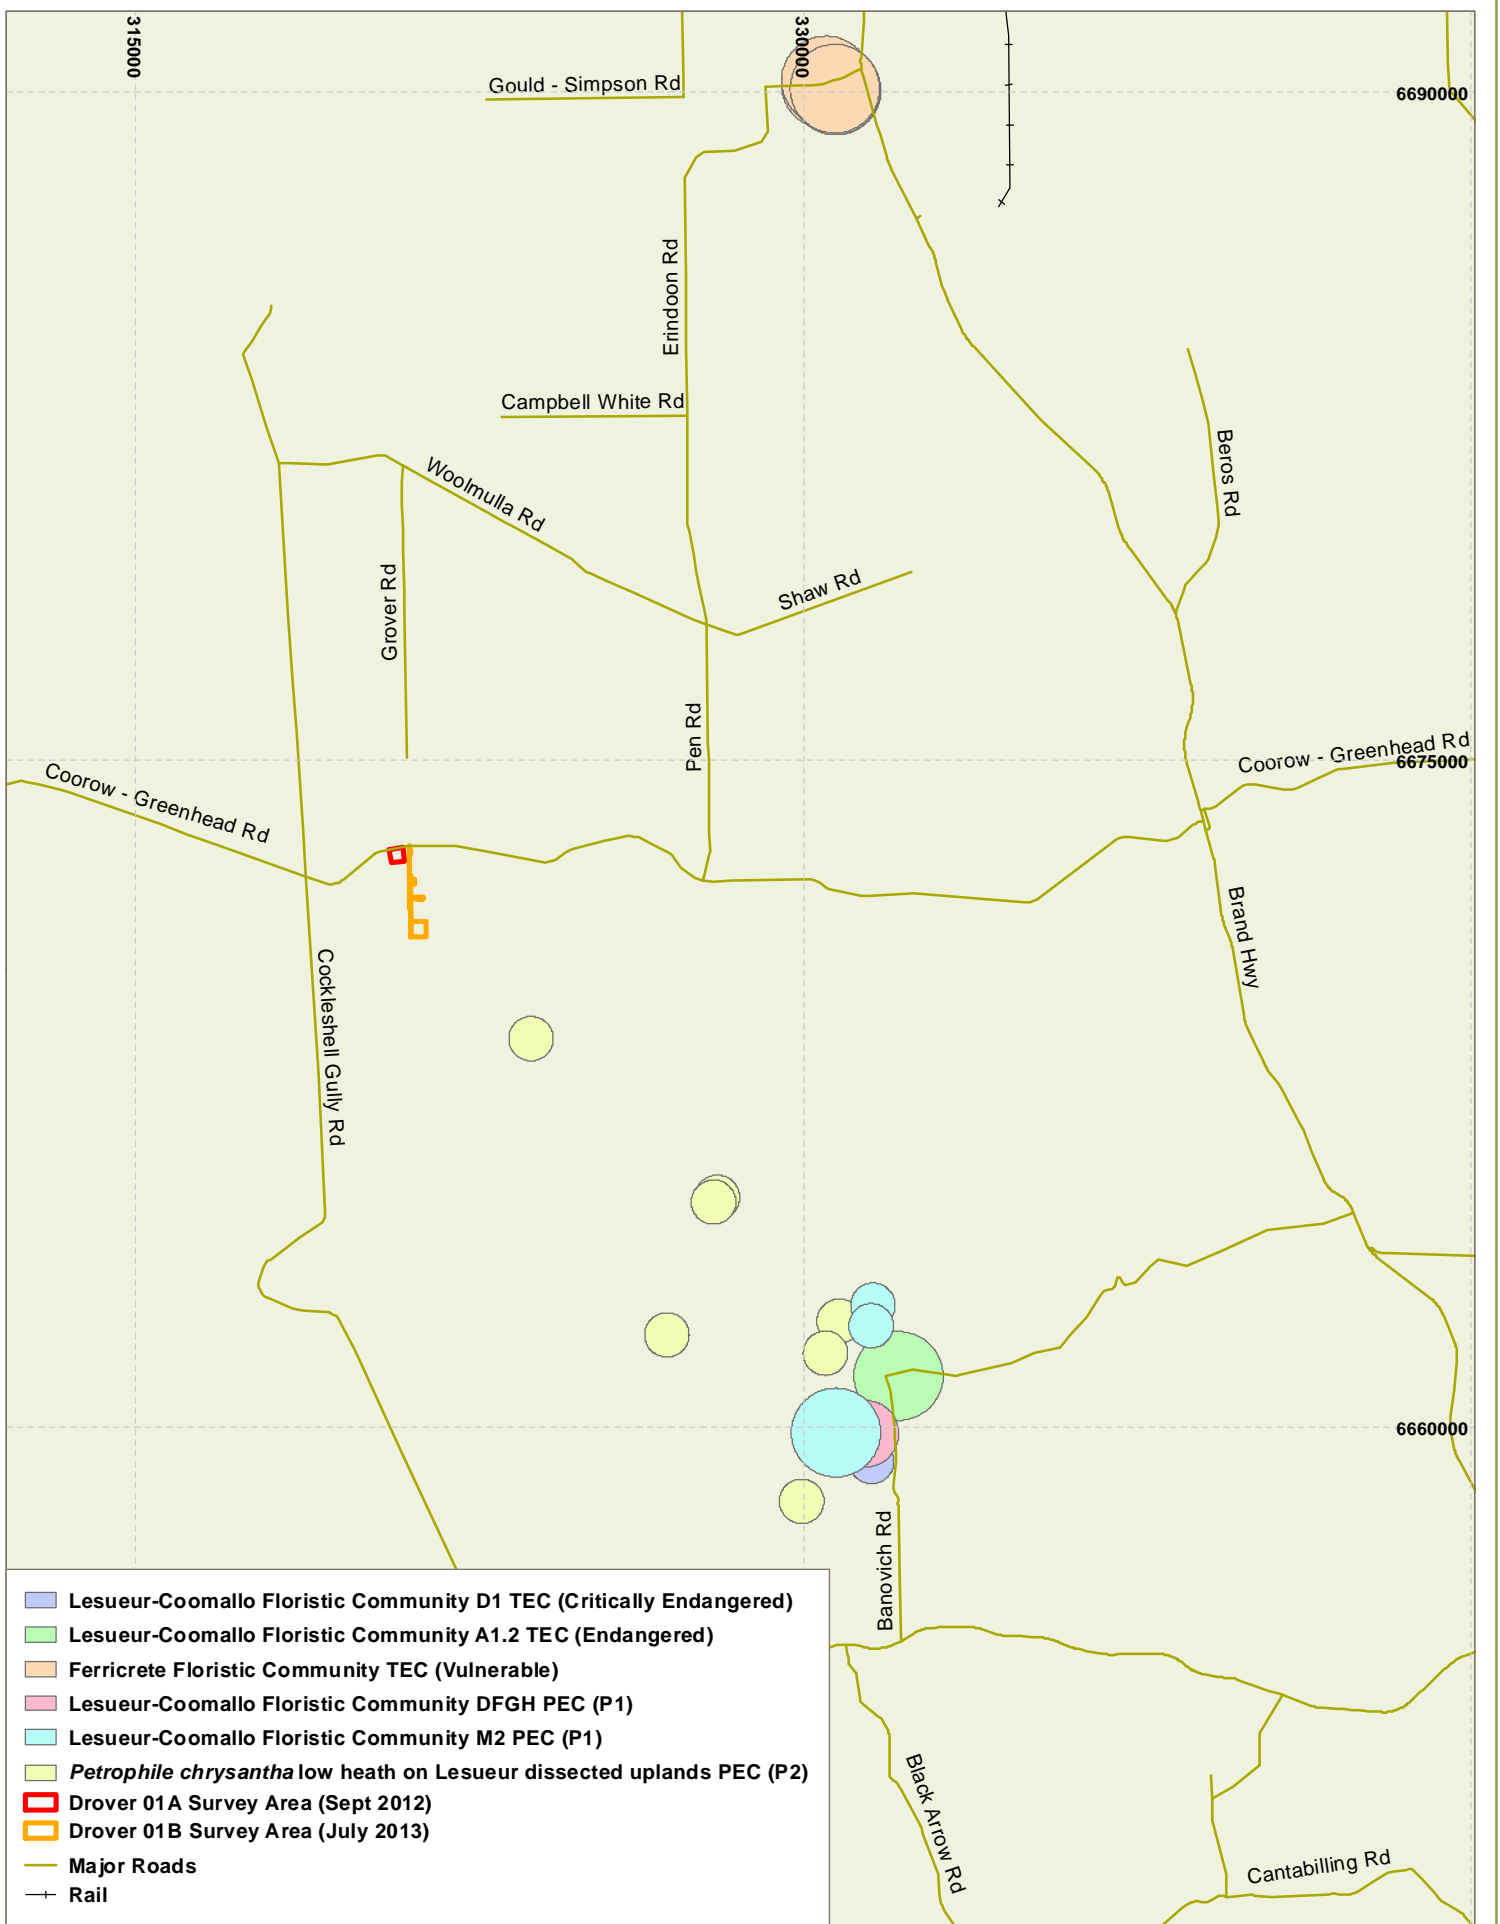 315000
330000
Gould - Simpson Rd
6690000
Erindoon Rd
Campbell White Rd
Woolmulla Rd
Beros Rd
Grover Rd
Shaw Rd
Pen Rd
Coorow - Greenhead Rd
6675000
Coorow - Greenhead Rd
Brand Hwy
Cockleshell Gully Rd
6660000
Banovich Rd
Black Arrow Rd
Cantabilling Rd
Lesueur-Coomallo Floristic Community D1 TEC (Critically Endangered)
Lesueur-Coomallo Floristic Community A1.2 TEC (Endangered)
Ferricrete Floristic Community TEC (Vulnerable)
Lesueur-Coomallo Floristic Community DFGH PEC (P1)
Lesueur-Coomallo Floristic Community M2 PEC (P1)
Petrophile chrysantha low heath on Lesueur dissected uplands PEC (P2)
Drover 01A Survey Area (Sept 2012)
Drover 01B Survey Area (July 2013)
Major Roads
Rail